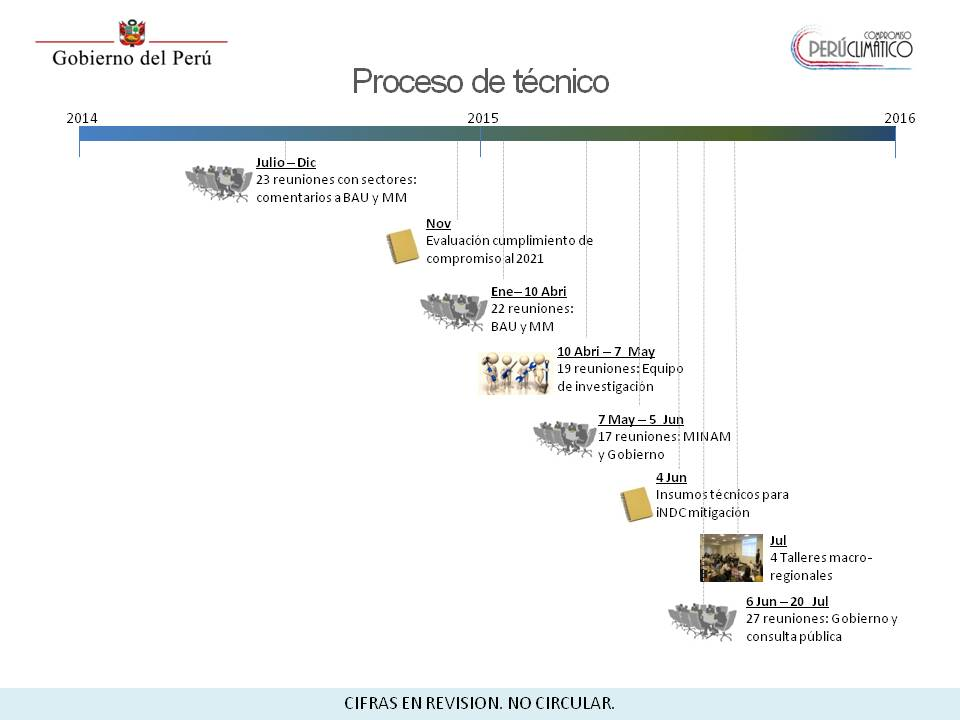 Gobierno del Perú
COMPROMISO
PERÚCLIMÁTICO
Proceso de técnico
2014
2015
2016
Julio – Dic
23 reuniones con sectores:
comentarios a BAU y MM
Nov
Evaluación cumplimiento de
compromiso al 2021
Ene– 10 Abri
22 reuniones:
BAU y MM
10 Abri – 7 May
19 reuniones: Equipo
de investigación
7 May – 5 Jun
17 reuniones: MINAM
y Gobierno
4 Jun
Insumos técnicos para
iNDC mitigación
Jul
4 Talleres macro-
regionales
6 Jun – 20 Jul
27 reuniones: Gobierno y
consulta pública
CIFRAS EN REVISION. NO CIRCULAR.